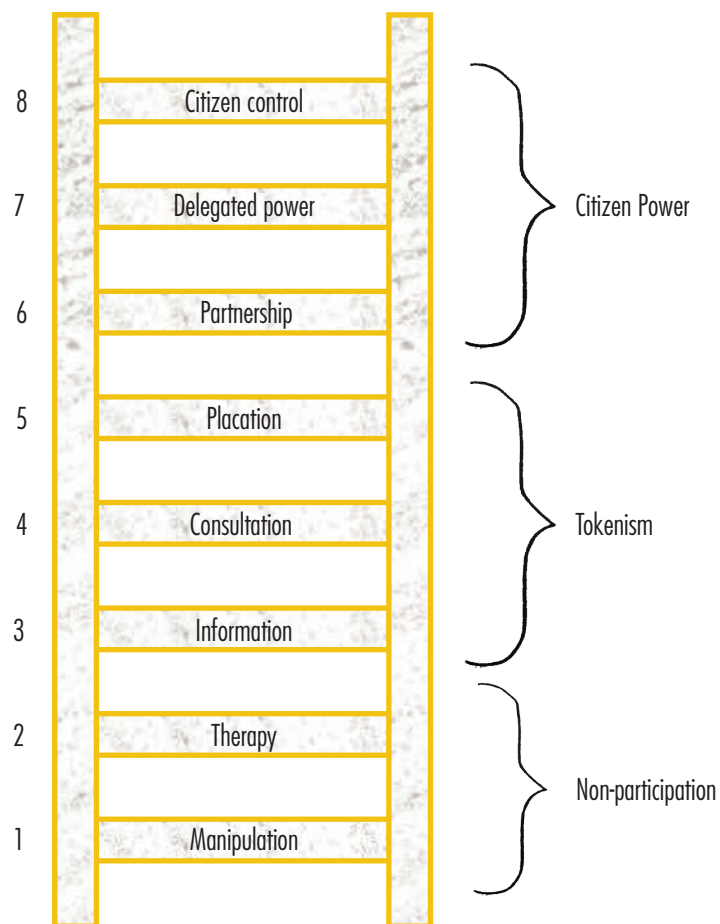 8
Citizen control
7
Delegated power
Citizen Power
6
Partnership
5
Placation
4
Consultation
Tokenism
3
Information
2
Therapy
Non-participation
1
Manipulation